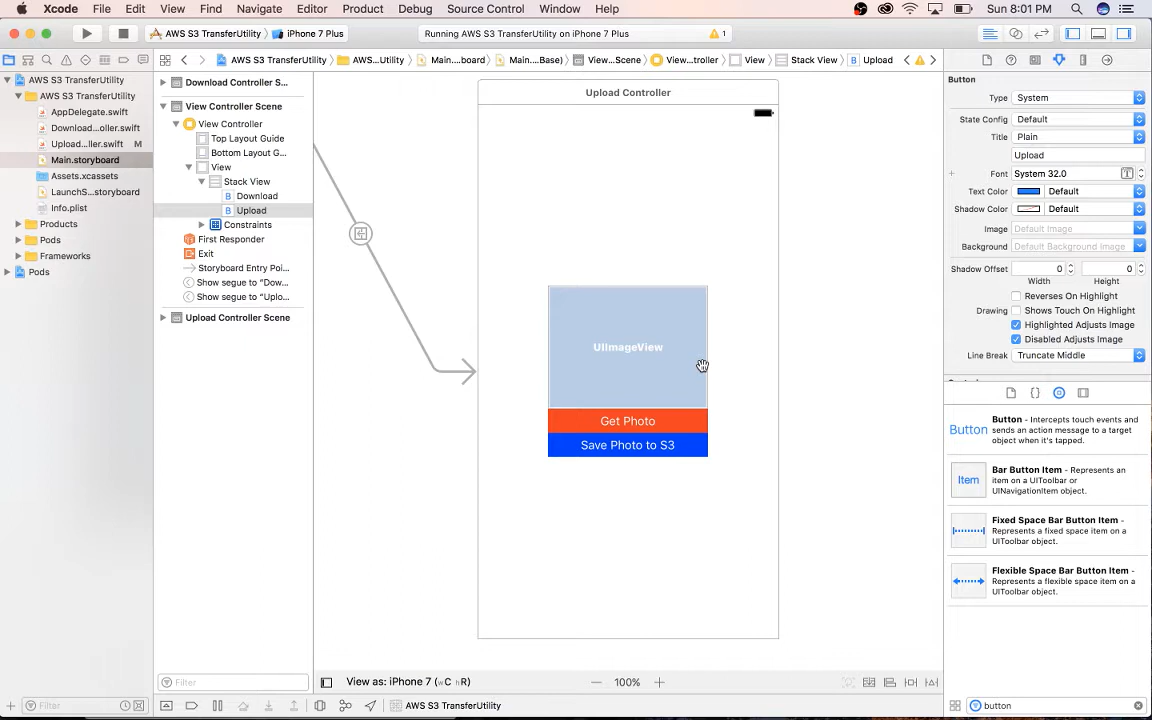 Xcode File Edit View Find Navigate Editor Product Debug Source Control Window Help Sun 8:01 PM
AWS S3 TransferUtility iPhone 7 Plus Running AWS S3 TransferUtility on iPhone 7 Plus 1
AWS S3 TransferUtility AWS...Utility Main....board Main....Base) View...Scene View...troller View Stack View Upload
AWS S3 TransferUtility
AWS S3 TransferUtility
AppDelegate.swift
Download...oller.swift
Upload...ller.swift M
Main.storyboard
Assets.xcassets
LaunchS...storyboard
Info.plist
Products
Pods
Frameworks
Pods
Filter
Download Controller S...
View Controller Scene
View Controller
Top Layout Guide
Bottom Layout G...
View
Stack View
B Download
B Upload
Constraints
First Responder
Exit
Storyboard Entry Poi...
Show segue to “Dow...
Show segue to “Uplo...
Upload Controller Scene
Filter
Upload Controller
UIImageView
Get Photo
Save Photo to S3
View as: iPhone 7 (wC hR)
100%
AWS S3 TransferUtility
Button
Type System
State Config Default
Title Plain
Upload
Font System 32.0
Text Color Default
Shadow Color Default
Image Default Image
Background Default Background Image
Shadow Offset 0 0
Width Height
Reverses On Highlight
Drawing Shows Touch On Highlight
Highlighted Adjusts Image
Disabled Adjusts Image
Line Break Truncate Middle
Button
Button - Intercepts touch events and
sends an action message to a target
object when it's tapped.
Item
Bar Button Item - Represents an
item on a UIToolbar or
UINavigationItem object.
Fixed Space Bar Button Item -
Represents a fixed space item on a
UIToolbar object.
Flexible Space Bar Button Item -
Represents a flexible space item on a
UIToolbar object.
button